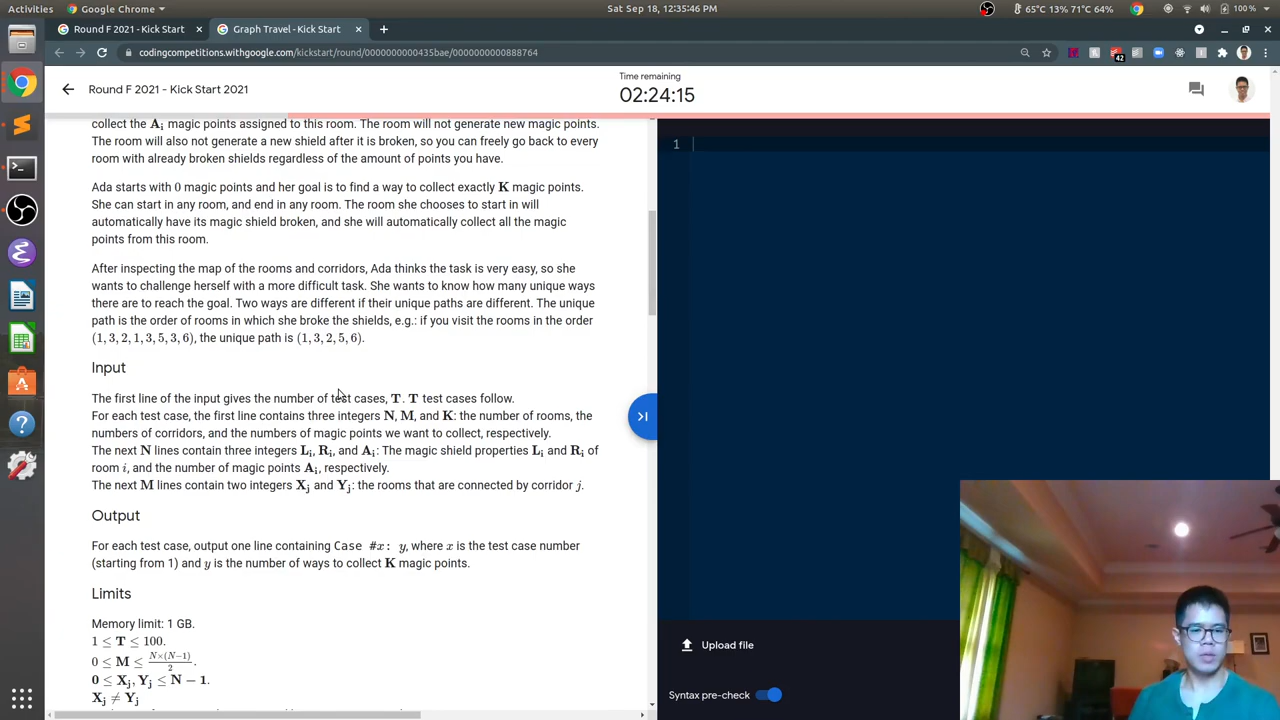 Activities
Google Chrome
Sat Sep 18, 12:35:46 PM
65°C 13% 71°C 64%
100 %
Round F 2021 - Kick Start
Graph Travel - Kick Start
codingcompetitions.withgoogle.com/kickstart/round/0000000000435bae/0000000000888764
42
Round F 2021 - Kick Start 2021
Time remaining
02:24:15
collect the Ai magic points assigned to this room. The room will not generate new magic points.
The room will also not generate a new shield after it is broken, so you can freely go back to every
room with already broken shields regardless of the amount of points you have.
Ada starts with 0 magic points and her goal is to find a way to collect exactly K magic points.
She can start in any room, and end in any room. The room she chooses to start in will
automatically have its magic shield broken, and she will automatically collect all the magic
points from this room.
After inspecting the map of the rooms and corridors, Ada thinks the task is very easy, so she
wants to challenge herself with a more difficult task. She wants to know how many unique ways
there are to reach the goal. Two ways are different if their unique paths are different. The unique
path is the order of rooms in which she broke the shields, e.g.: if you visit the rooms in the order
(1, 3, 2, 1, 3, 5, 3, 6), the unique path is (1, 3, 2, 5, 6).
Input
The first line of the input gives the number of test cases, T. T test cases follow.
For each test case, the first line contains three integers N, M, and K: the number of rooms, the
numbers of corridors, and the numbers of magic points we want to collect, respectively.
The next N lines contain three integers Li, Ri, and Ai: The magic shield properties Li and Ri of
room i, and the number of magic points Ai, respectively.
The next M lines contain two integers Xj and Yj: the rooms that are connected by corridor j.
Output
For each test case, output one line containing Case #x: y, where x is the test case number
(starting from 1) and y is the number of ways to collect K magic points.
Limits
Memory limit: 1 GB.
1 ≤ T ≤ 100.
0 ≤ M ≤ N×(N−1)/2.
0 ≤ Xj, Yj ≤ N − 1.
Xj ≠ Yj
1
Upload file
Syntax pre-check